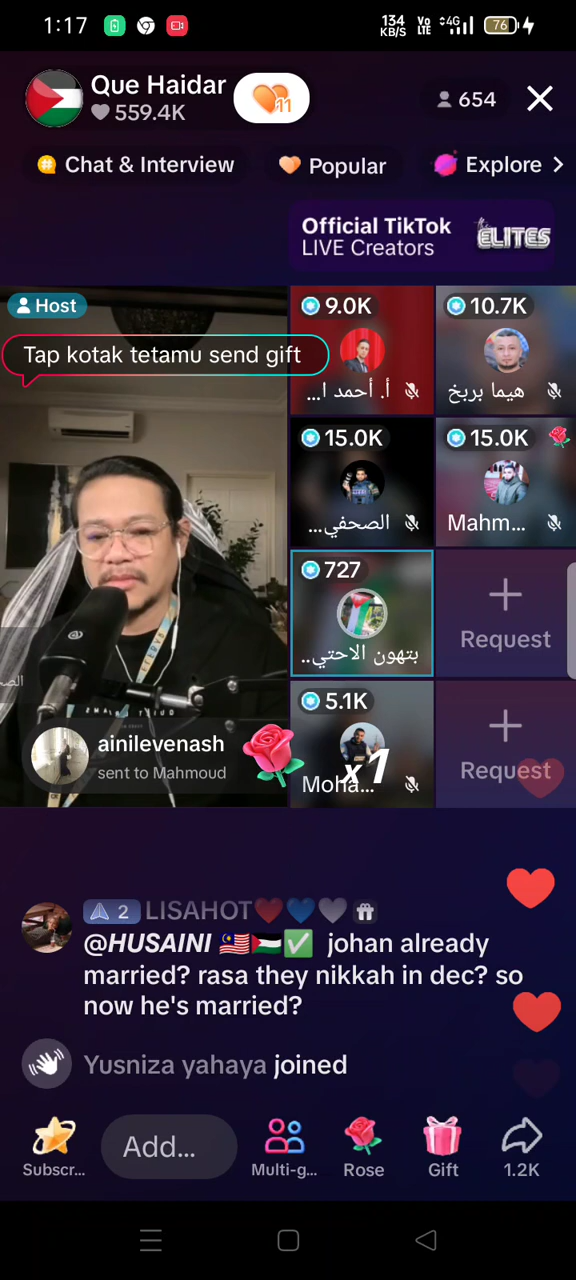 1:17
134
KB/S
Vo
LTE
4G
76
Que Haidar
559.4K
11
654
Chat & Interview
Popular
Explore >
Official TikTok
LIVE Creators
the ELITES
Host
Tap kotak tetamu send gift
9.0K
أ. أحمد ا...
10.7K
هيما بربخ
15.0K
الصحفي...
15.0K
Mahm...
727
بتهون الاحتي..
Request
5.1K
Moha...
x1
Request
ainilevenash
sent to Mahmoud
2 LISAHOT
@HUSAINI 🇲🇾🇵🇸✅ johan already
married? rasa they nikkah in dec? so
now he's married?
Yusniza yahaya joined
Add...
Subscr...
Multi-g...
Rose
Gift
1.2K